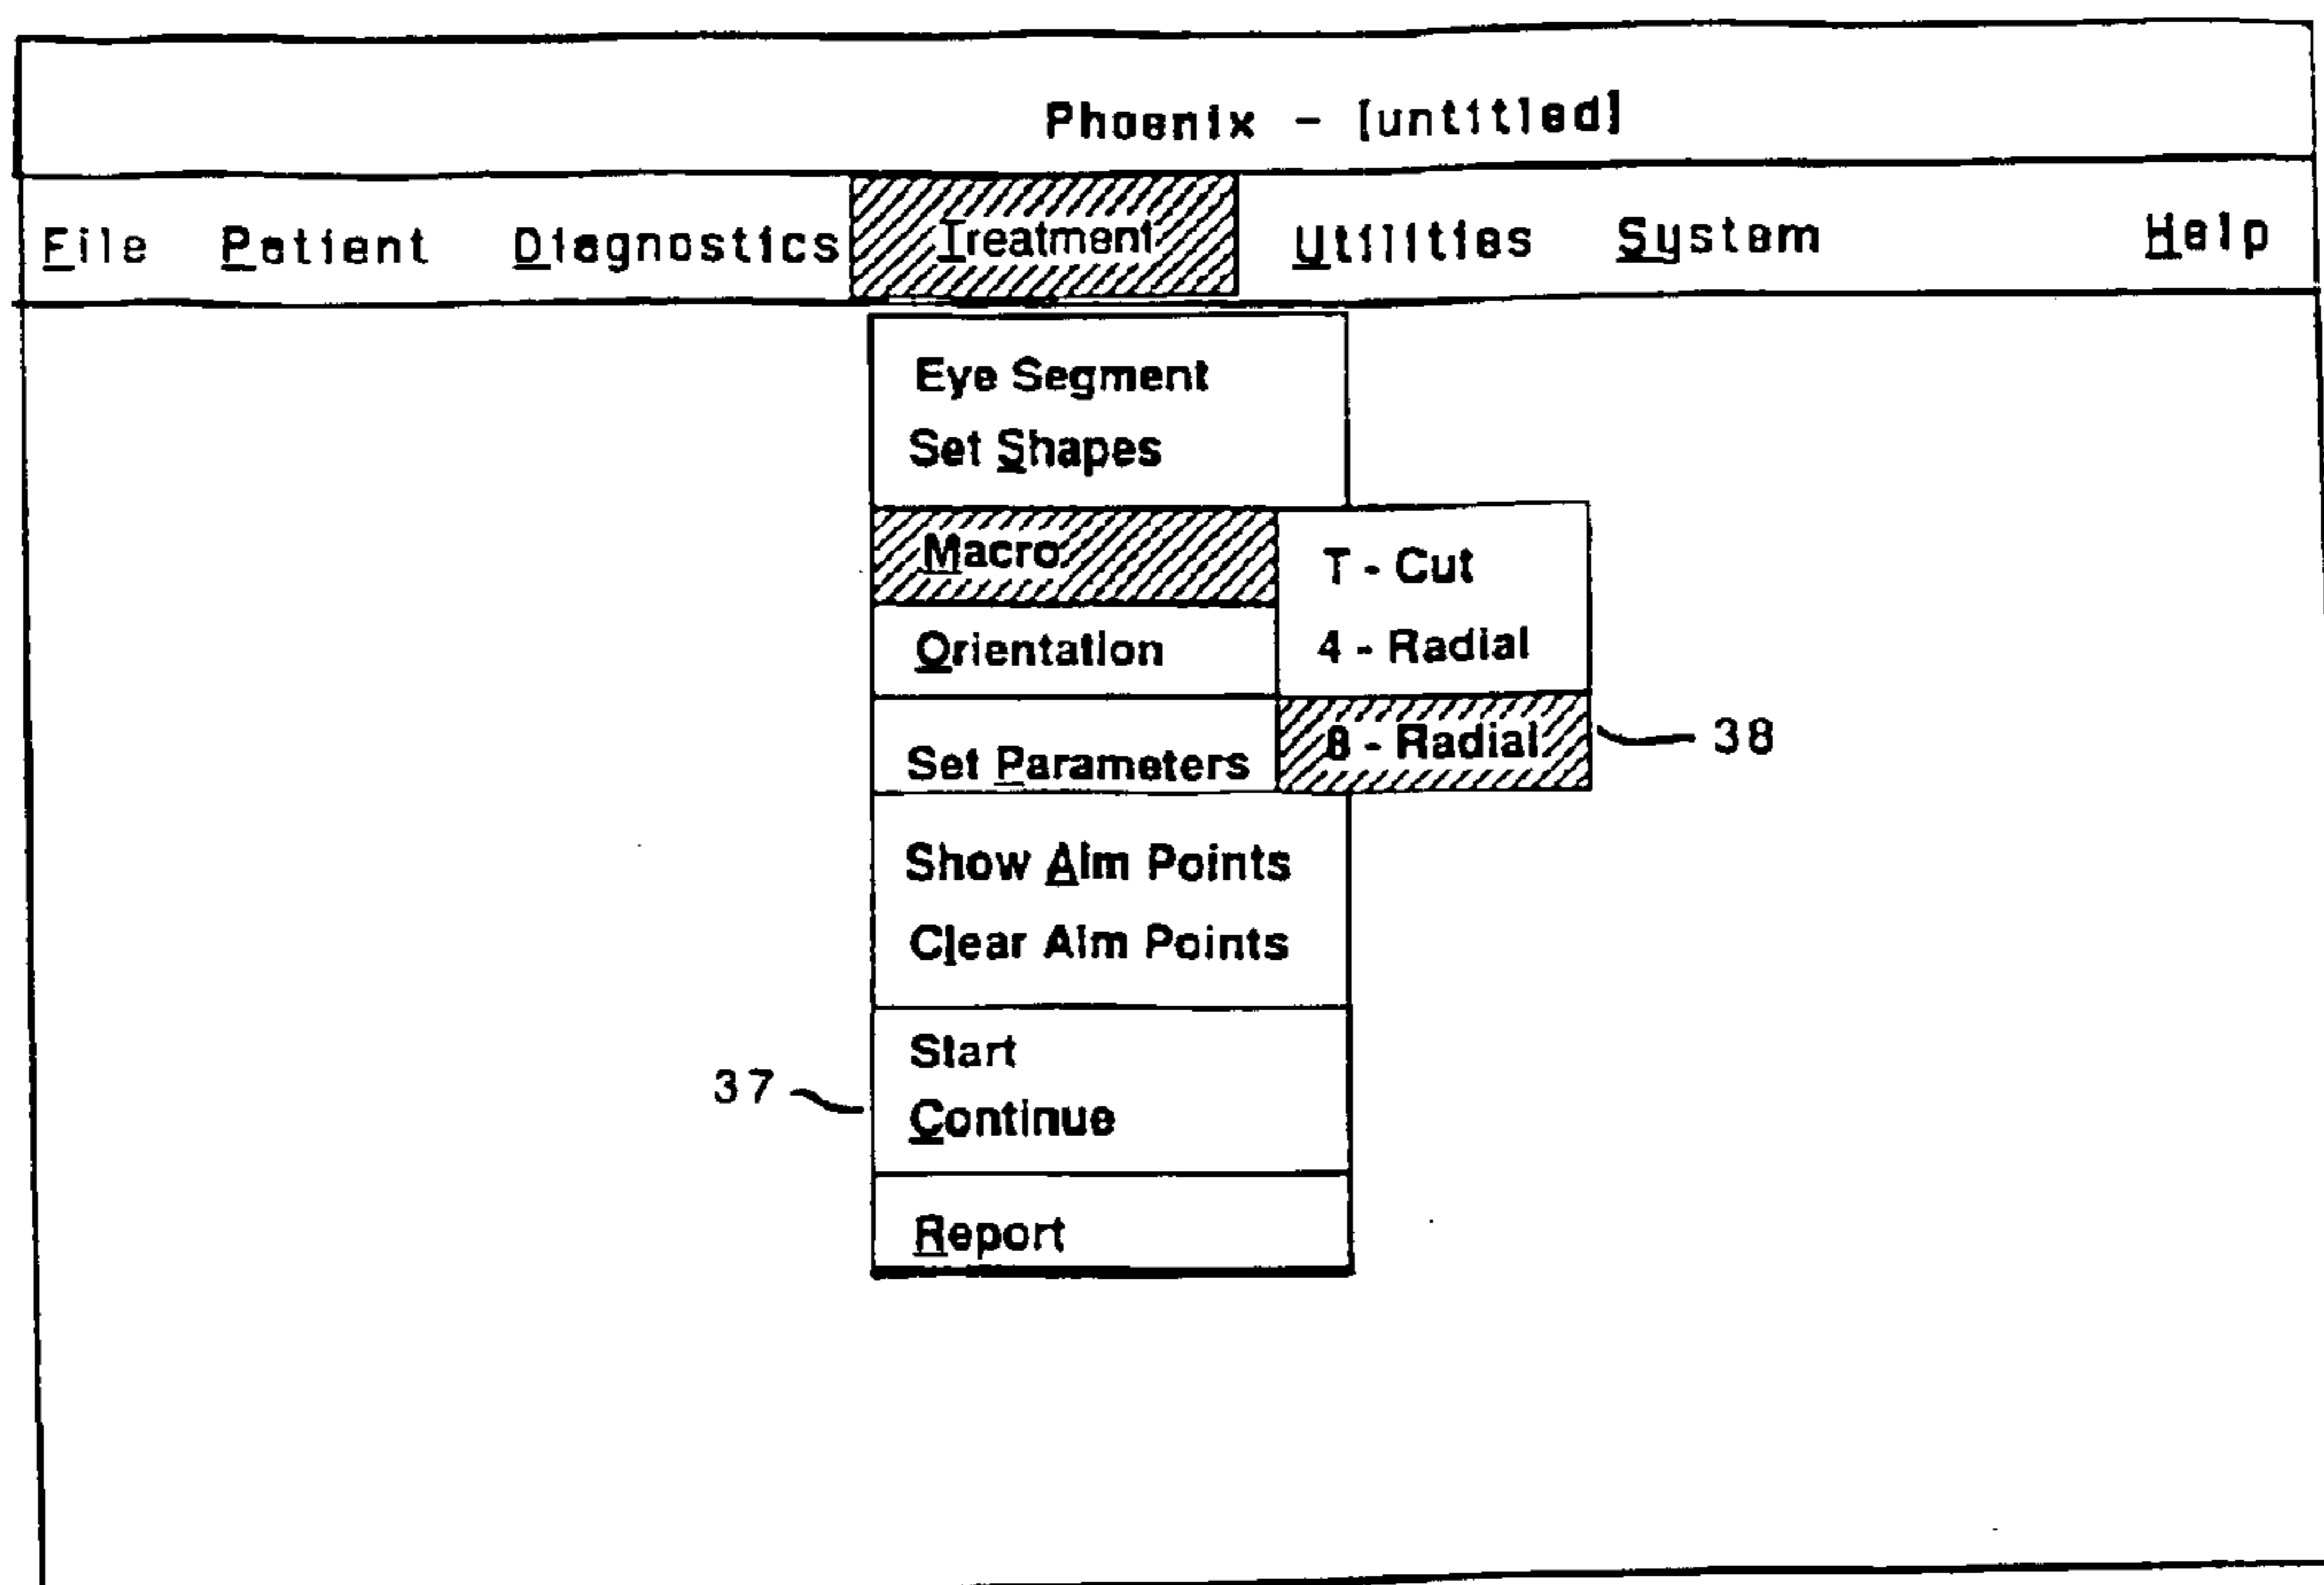 Phoenix - [untitled]
File Patient Diagnostics Treatment Utilities System Help
Eye Segment
Set Shapes
Macro
T - Cut
Orientation
4 - Radial
Set Parameters
8 - Radial
38
Show Aim Points
Clear Aim Points
Start
37
Continue
Report